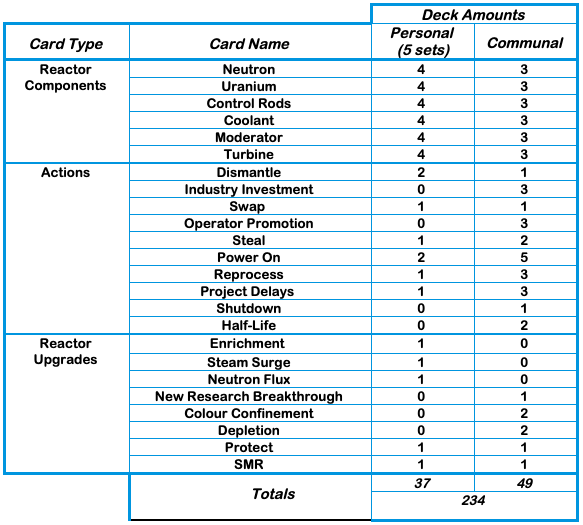 Deck Amounts
Card Type Card Name Personal (5 sets) Communal
Reactor Components Neutron 4 3
Uranium 4 3
Control Rods 4 3
Coolant 4 3
Moderator 4 3
Turbine 4 3
Actions Dismantle 2 1
Industry Investment 0 3
Swap 1 1
Operator Promotion 0 3
Steal 1 2
Power On 2 5
Reprocess 1 3
Project Delays 1 3
Shutdown 0 1
Half-Life 0 2
Reactor Upgrades Enrichment 1 0
Steam Surge 1 0
Neutron Flux 1 0
New Research Breakthrough 0 1
Colour Confinement 0 2
Depletion 0 2
Protect 1 1
SMR 1 1
Totals 37 49
234